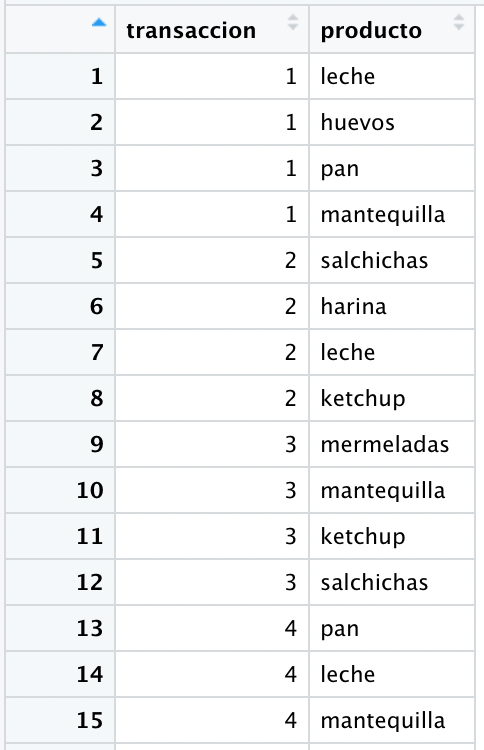 transaccion producto
1 1 leche
2 1 huevos
3 1 pan
4 1 mantequilla
5 2 salchichas
6 2 harina
7 2 leche
8 2 ketchup
9 3 mermeladas
10 3 mantequilla
11 3 ketchup
12 3 salchichas
13 4 pan
14 4 leche
15 4 mantequilla